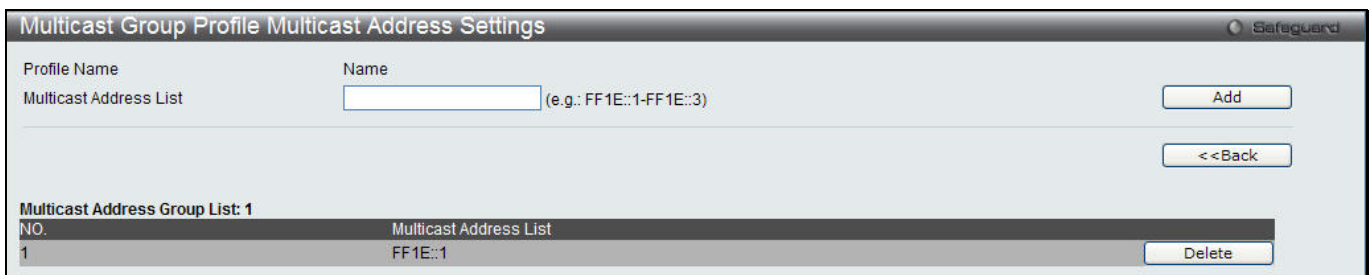 Multicast Group Profile Multicast Address Settings Safeguard
Profile Name Name
Multicast Address List (e.g.: FF1E::1-FF1E::3) Add
<<Back
Multicast Address Group List: 1
NO. Multicast Address List
1 FF1E::1 Delete